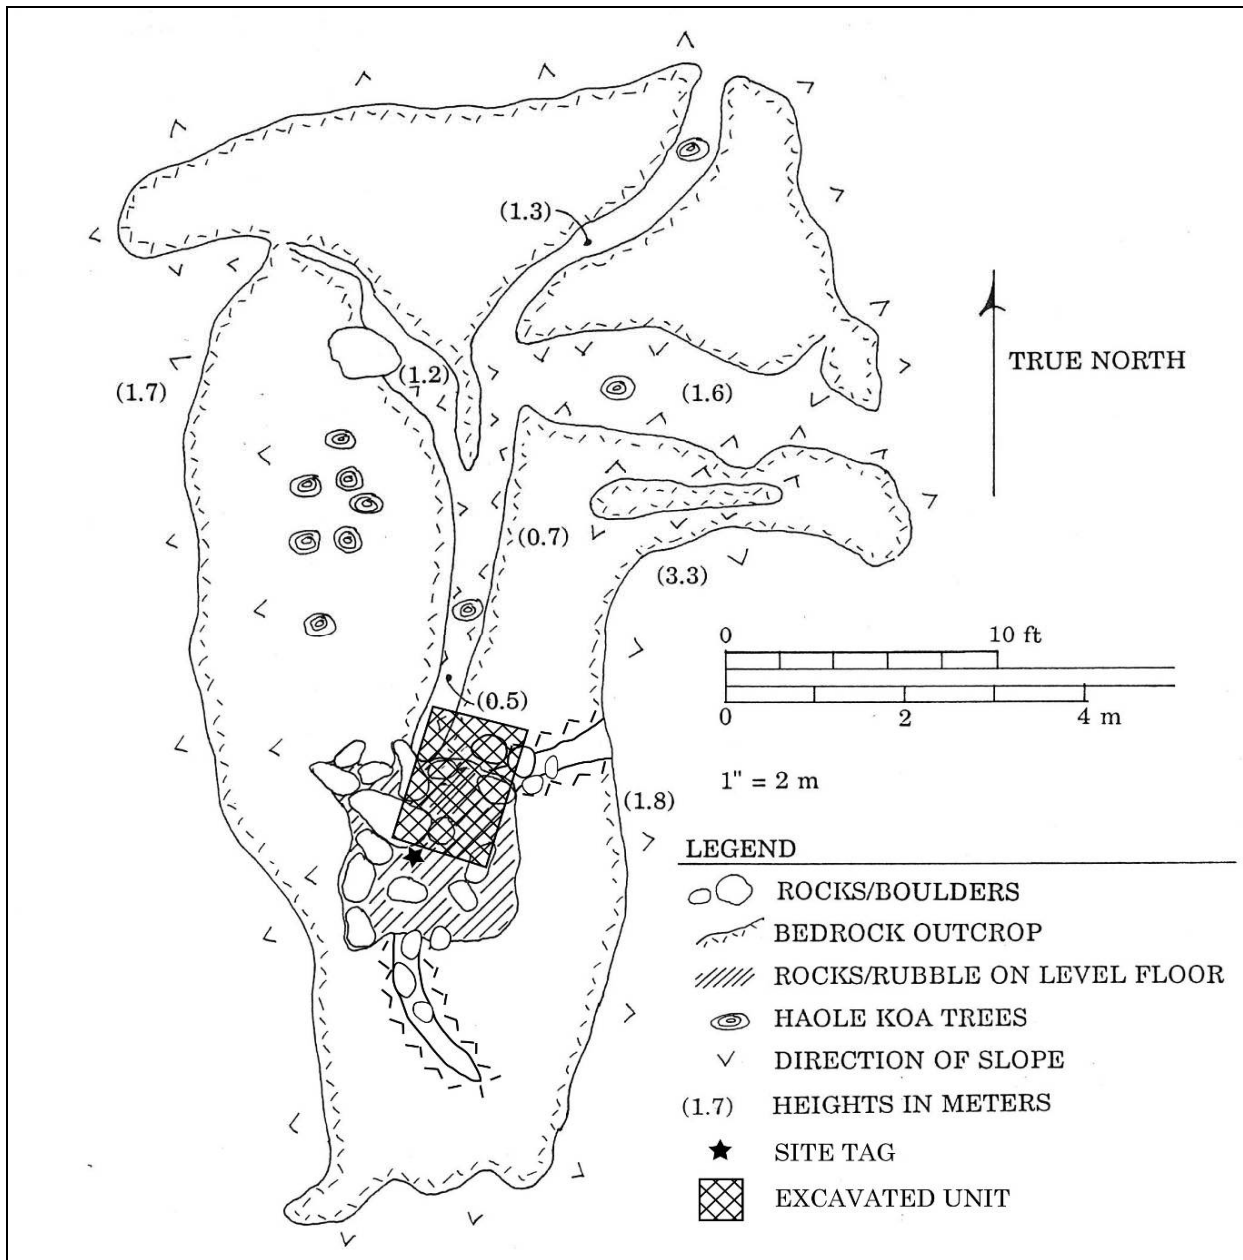 (1.3)
(1.7)
(1.2)
(1.6)
TRUE NORTH
(0.7)
(3.3)
0 10 ft
(0.5)
0 2 4 m
1" = 2 m
(1.8)
LEGEND
ROCKS/BOULDERS
BEDROCK OUTCROP
ROCKS/RUBBLE ON LEVEL FLOOR
HAOLE KOA TREES
DIRECTION OF SLOPE
(1.7) HEIGHTS IN METERS
SITE TAG
EXCAVATED UNIT